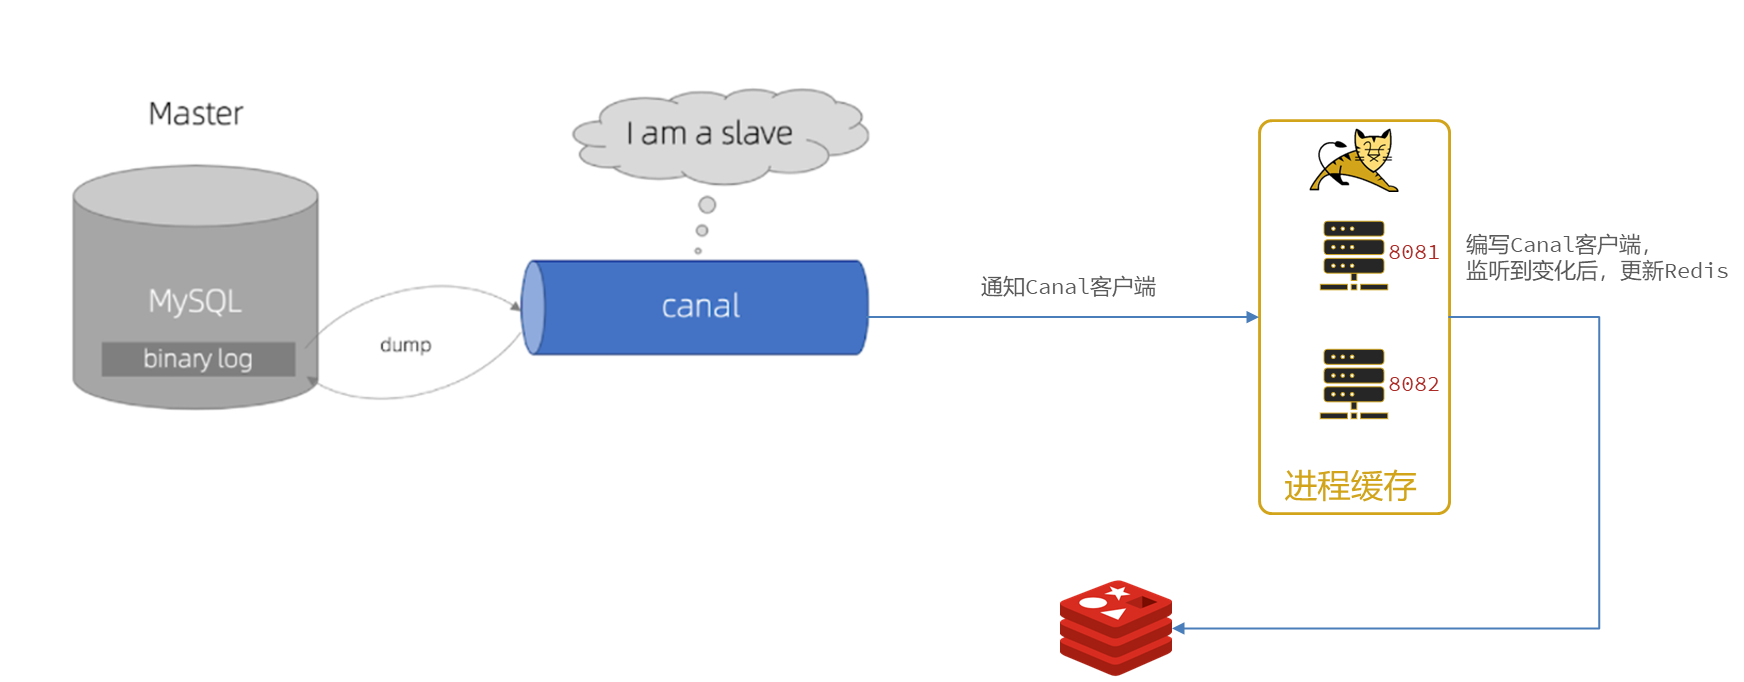 Master
I am a slave
MySQL
binary log
dump
canal
通知Canal客户端
8081
8082
进程缓存
编写Canal客户端，
监听到变化后，更新Redis